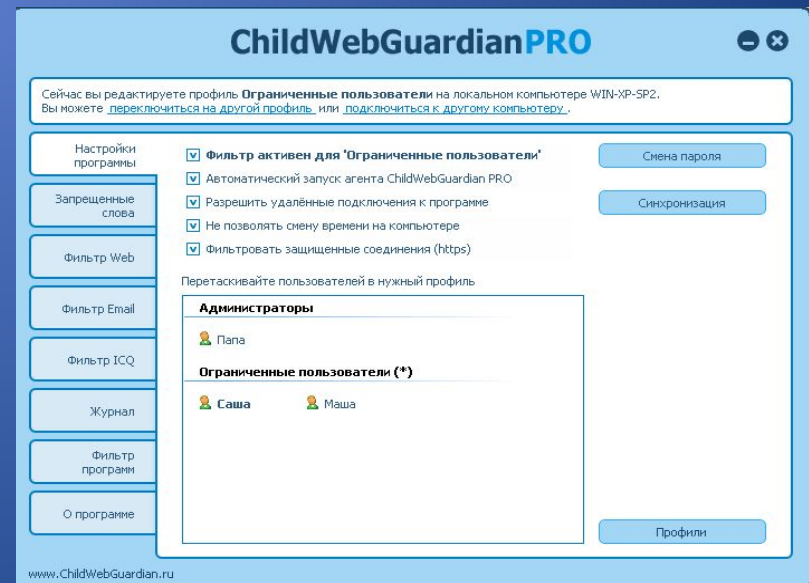 ChildWebGuardian PRO
Сейчас вы редактируете профиль Ограниченные пользователи на локальном компьютере WIN-XP-SP2.
Вы можете переключиться на другой профиль или подключиться к другому компьютеру.
Настройки
программы
Запрещенные
слова
Фильтр Web
Фильтр Email
Фильтр ICQ
Журнал
Фильтр
программ
О программе
Фильтр активен для 'Ограниченные пользователи'
Автоматический запуск агента ChildWebGuardian PRO
Разрешить удалённые подключения к программе
Не позволять смену времени на компьютере
Фильтровать защищенные соединения (https)
Перетаскивайте пользователей в нужный профиль
Администраторы
Папа
Ограниченные пользователи (*)
Саша Маша
Смена пароля
Синхронизация
Профили
www.ChildWebGuardian.ru